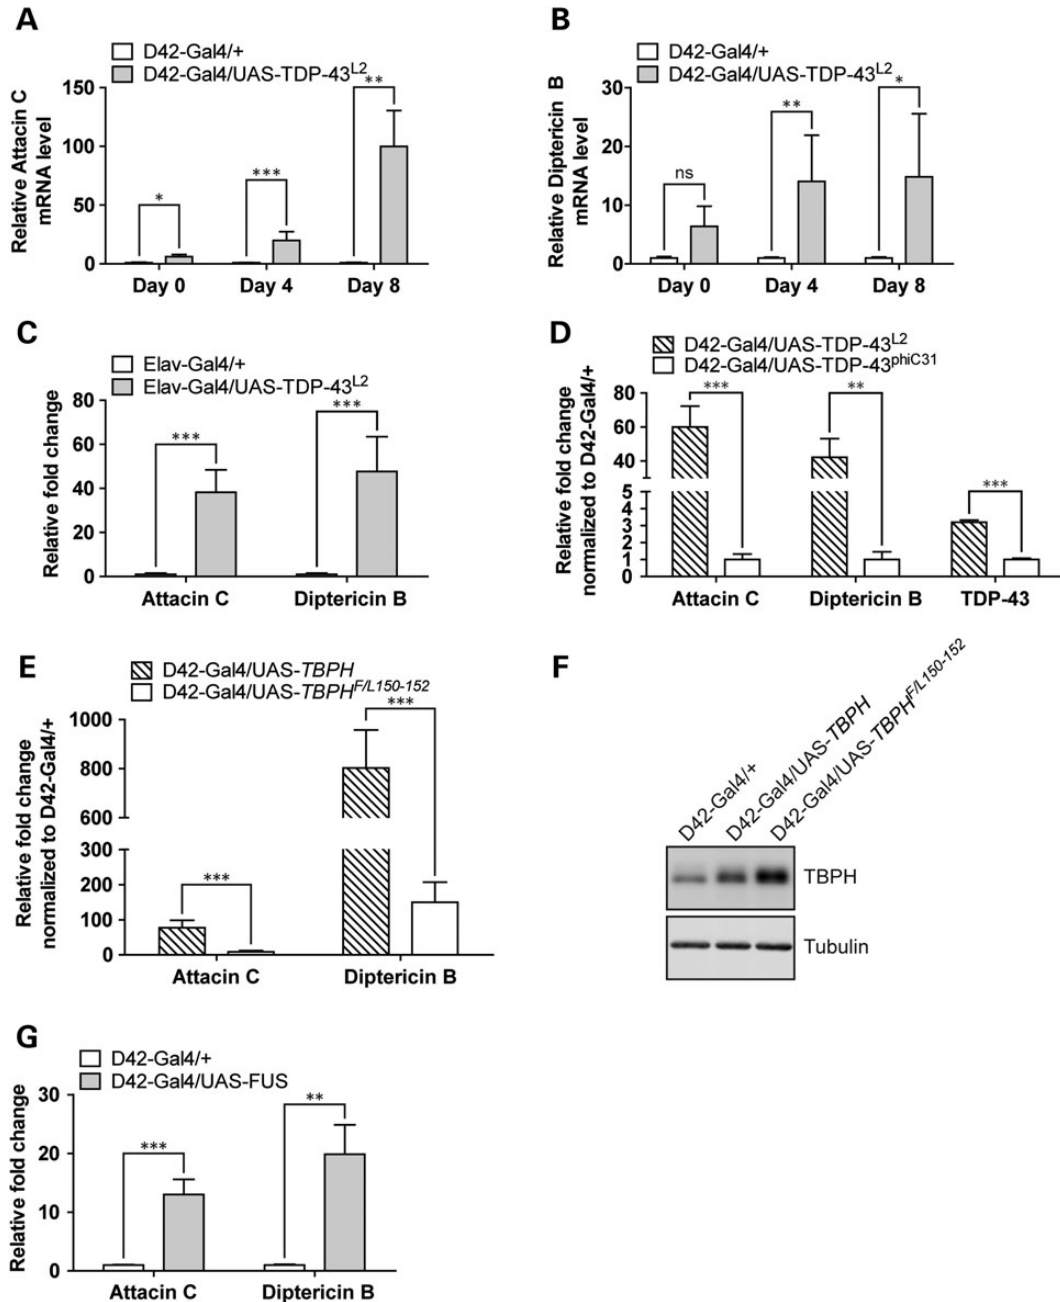 A
D42-Gal4/+
D42-Gal4/UAS-TDP-43L2
Relative Attacin C
mRNA level
150
100
50
0
*
***
**
Day 0
Day 4
Day 8
B
D42-Gal4/+
D42-Gal4/UAS-TDP-43L2
Relative Diptericin B
mRNA level
30
20
10
0
ns
**
*
Day 0
Day 4
Day 8
C
Elav-Gal4/+
Elav-Gal4/UAS-TDP-43L2
Relative fold change
80
60
40
20
0
***
***
Attacin C
Diptericin B
D
D42-Gal4/UAS-TDP-43L2
D42-Gal4/UAS-TDP-43phiC31
Relative fold change
normalized to D42-Gal4/+
80
60
40
5
4
3
2
1
0
***
**
***
Attacin C
Diptericin B
TDP-43
E
D42-Gal4/UAS-TBPH
D42-Gal4/UAS-TBPHF/L150-152
Relative fold change
normalized to D42-Gal4/+
1000
800
600
300
200
100
0
***
***
Attacin C
Diptericin B
F
D42-Gal4/+
D42-Gal4/UAS-TBPH
D42-Gal4/UAS-TBPHF/L150-152
TBPH
Tubulin
G
D42-Gal4/+
D42-Gal4/UAS-FUS
Relative fold change
30
20
10
0
***
**
Attacin C
Diptericin B